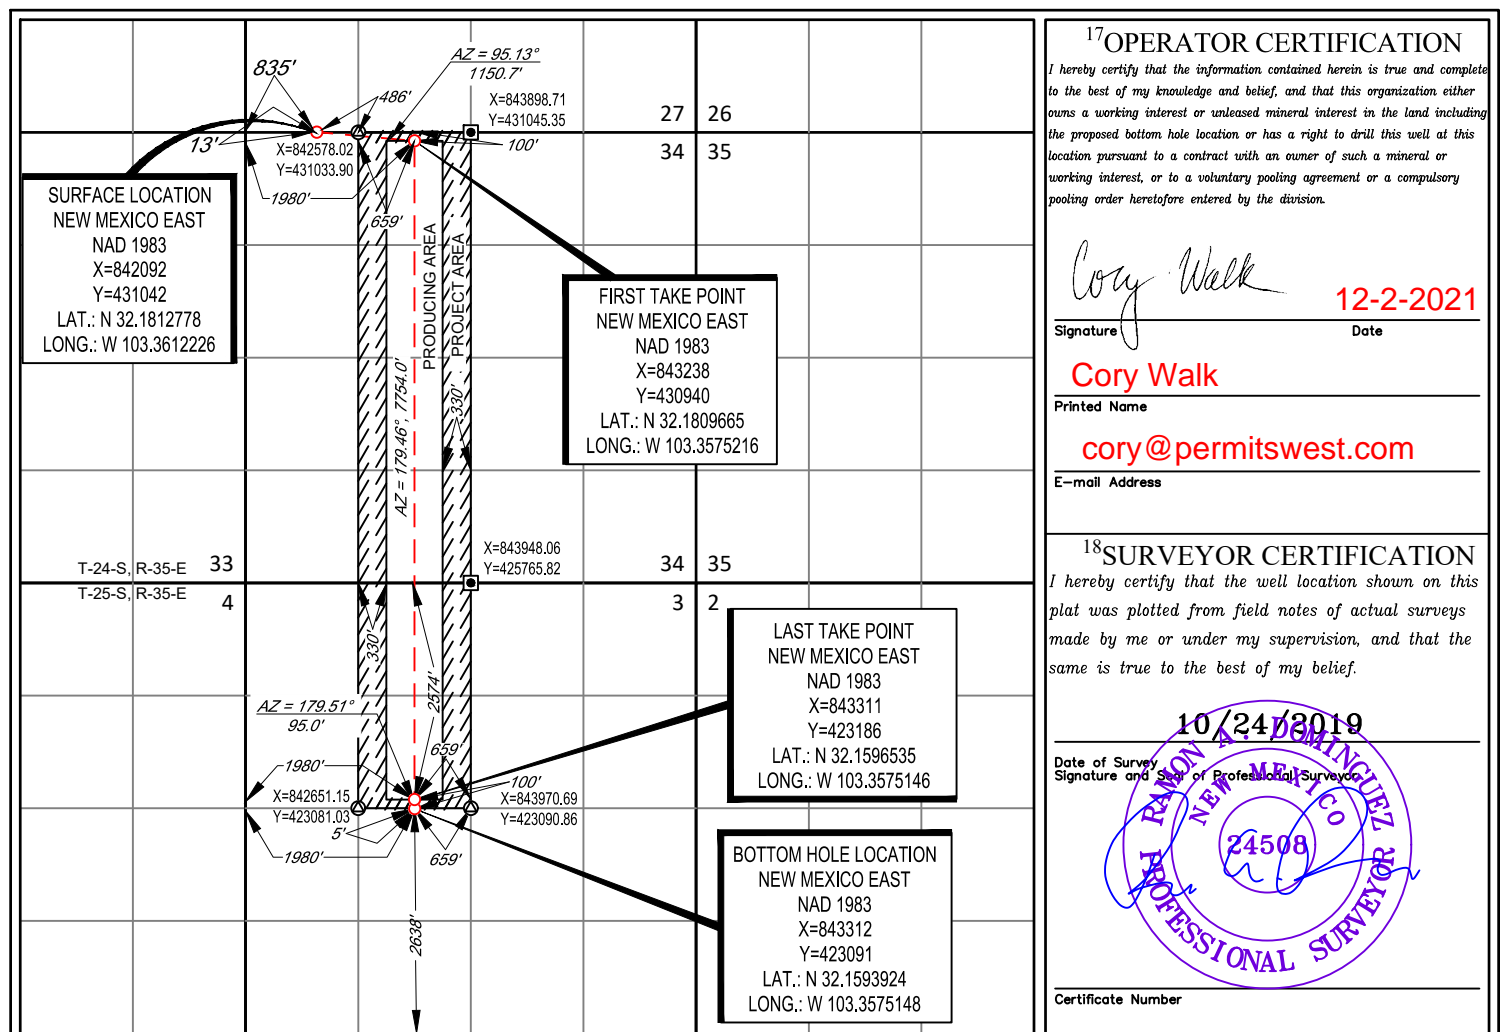 835'
AZ = 95.13°
1150.7'
486'
X=843898.71
Y=431045.35
27 26
34 35
13'
X=842578.02
Y=431033.90
100'
1980'
659'
SURFACE LOCATION
NEW MEXICO EAST
NAD 1983
X=842092
Y=431042
LAT.: N 32.1812778
LONG.: W 103.3612226
PRODUCING AREA
PROJECT AREA
FIRST TAKE POINT
NEW MEXICO EAST
NAD 1983
X=843238
Y=430940
LAT.: N 32.1809665
LONG.: W 103.3575216
AZ = 179.46°, 7754.0'
330'
X=843948.06
Y=425765.82
T-24-S, R-35-E 33
T-25-S, R-35-E 4
34 35
3 2
330'
2574'
LAST TAKE POINT
NEW MEXICO EAST
NAD 1983
X=843311
Y=423186
LAT.: N 32.1596535
LONG.: W 103.3575146
AZ = 179.51°
95.0'
659'
1980'
100'
X=842651.15
Y=423081.03
X=843970.69
Y=423090.86
5'
1980'
659'
2638'
BOTTOM HOLE LOCATION
NEW MEXICO EAST
NAD 1983
X=843312
Y=423091
LAT.: N 32.1593924
LONG.: W 103.3575148
17OPERATOR CERTIFICATION
I hereby certify that the information contained herein is true and complete
to the best of my knowledge and belief, and that this organization either
owns a working interest or unleased mineral interest in the land including
the proposed bottom hole location or has a right to drill this well at this
location pursuant to a contract with an owner of such a mineral or
working interest, or to a voluntary pooling agreement or a compulsory
pooling order heretofore entered by the division.
Cory Walk
12-2-2021
Signature Date
Cory Walk
Printed Name
cory@permitswest.com
E-mail Address
18SURVEYOR CERTIFICATION
I hereby certify that the well location shown on this
plat was plotted from field notes of actual surveys
made by me or under my supervision, and that the
same is true to the best of my belief.
10/24/2019
Date of Survey
Signature and Seal of Professional Surveyor
RAMON A. DOMINGUEZ
NEW MEXICO
24508
PROFESSIONAL SURVEYOR
Certificate Number